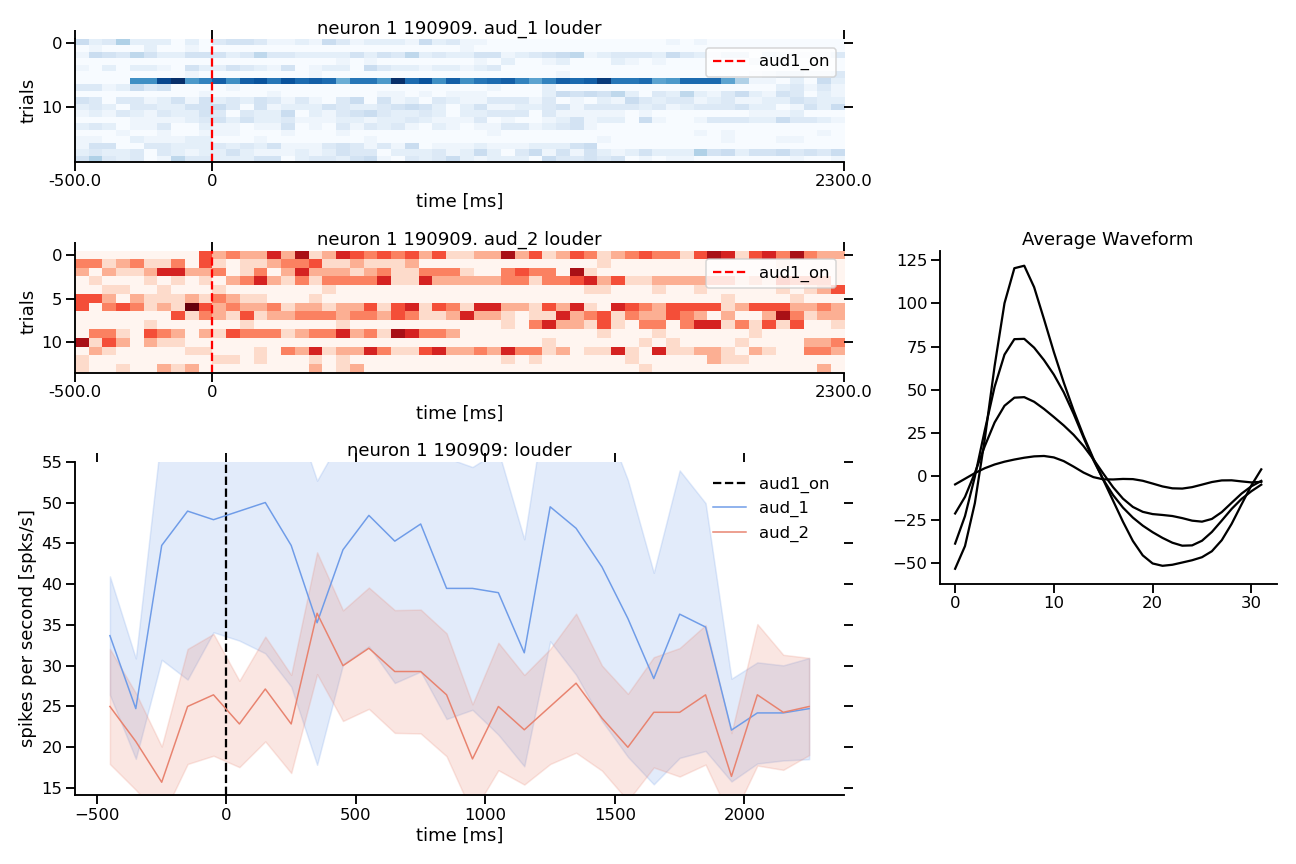 neuron 1 190909. aud_1 louder
0
10
trials
aud1_on
-500.0
0
2300.0
time [ms]
neuron 1 190909. aud_2 louder
0
5
10
trials
aud1_on
-500.0
0
2300.0
time [ms]
neuron 1 190909: louder
55
50
45
40
35
30
25
20
15
spikes per second [spks/s]
aud1_on
aud_1
aud_2
−500
0
500
1000
1500
2000
time [ms]
Average Waveform
125
100
75
50
25
0
−25
−50
0
10
20
30